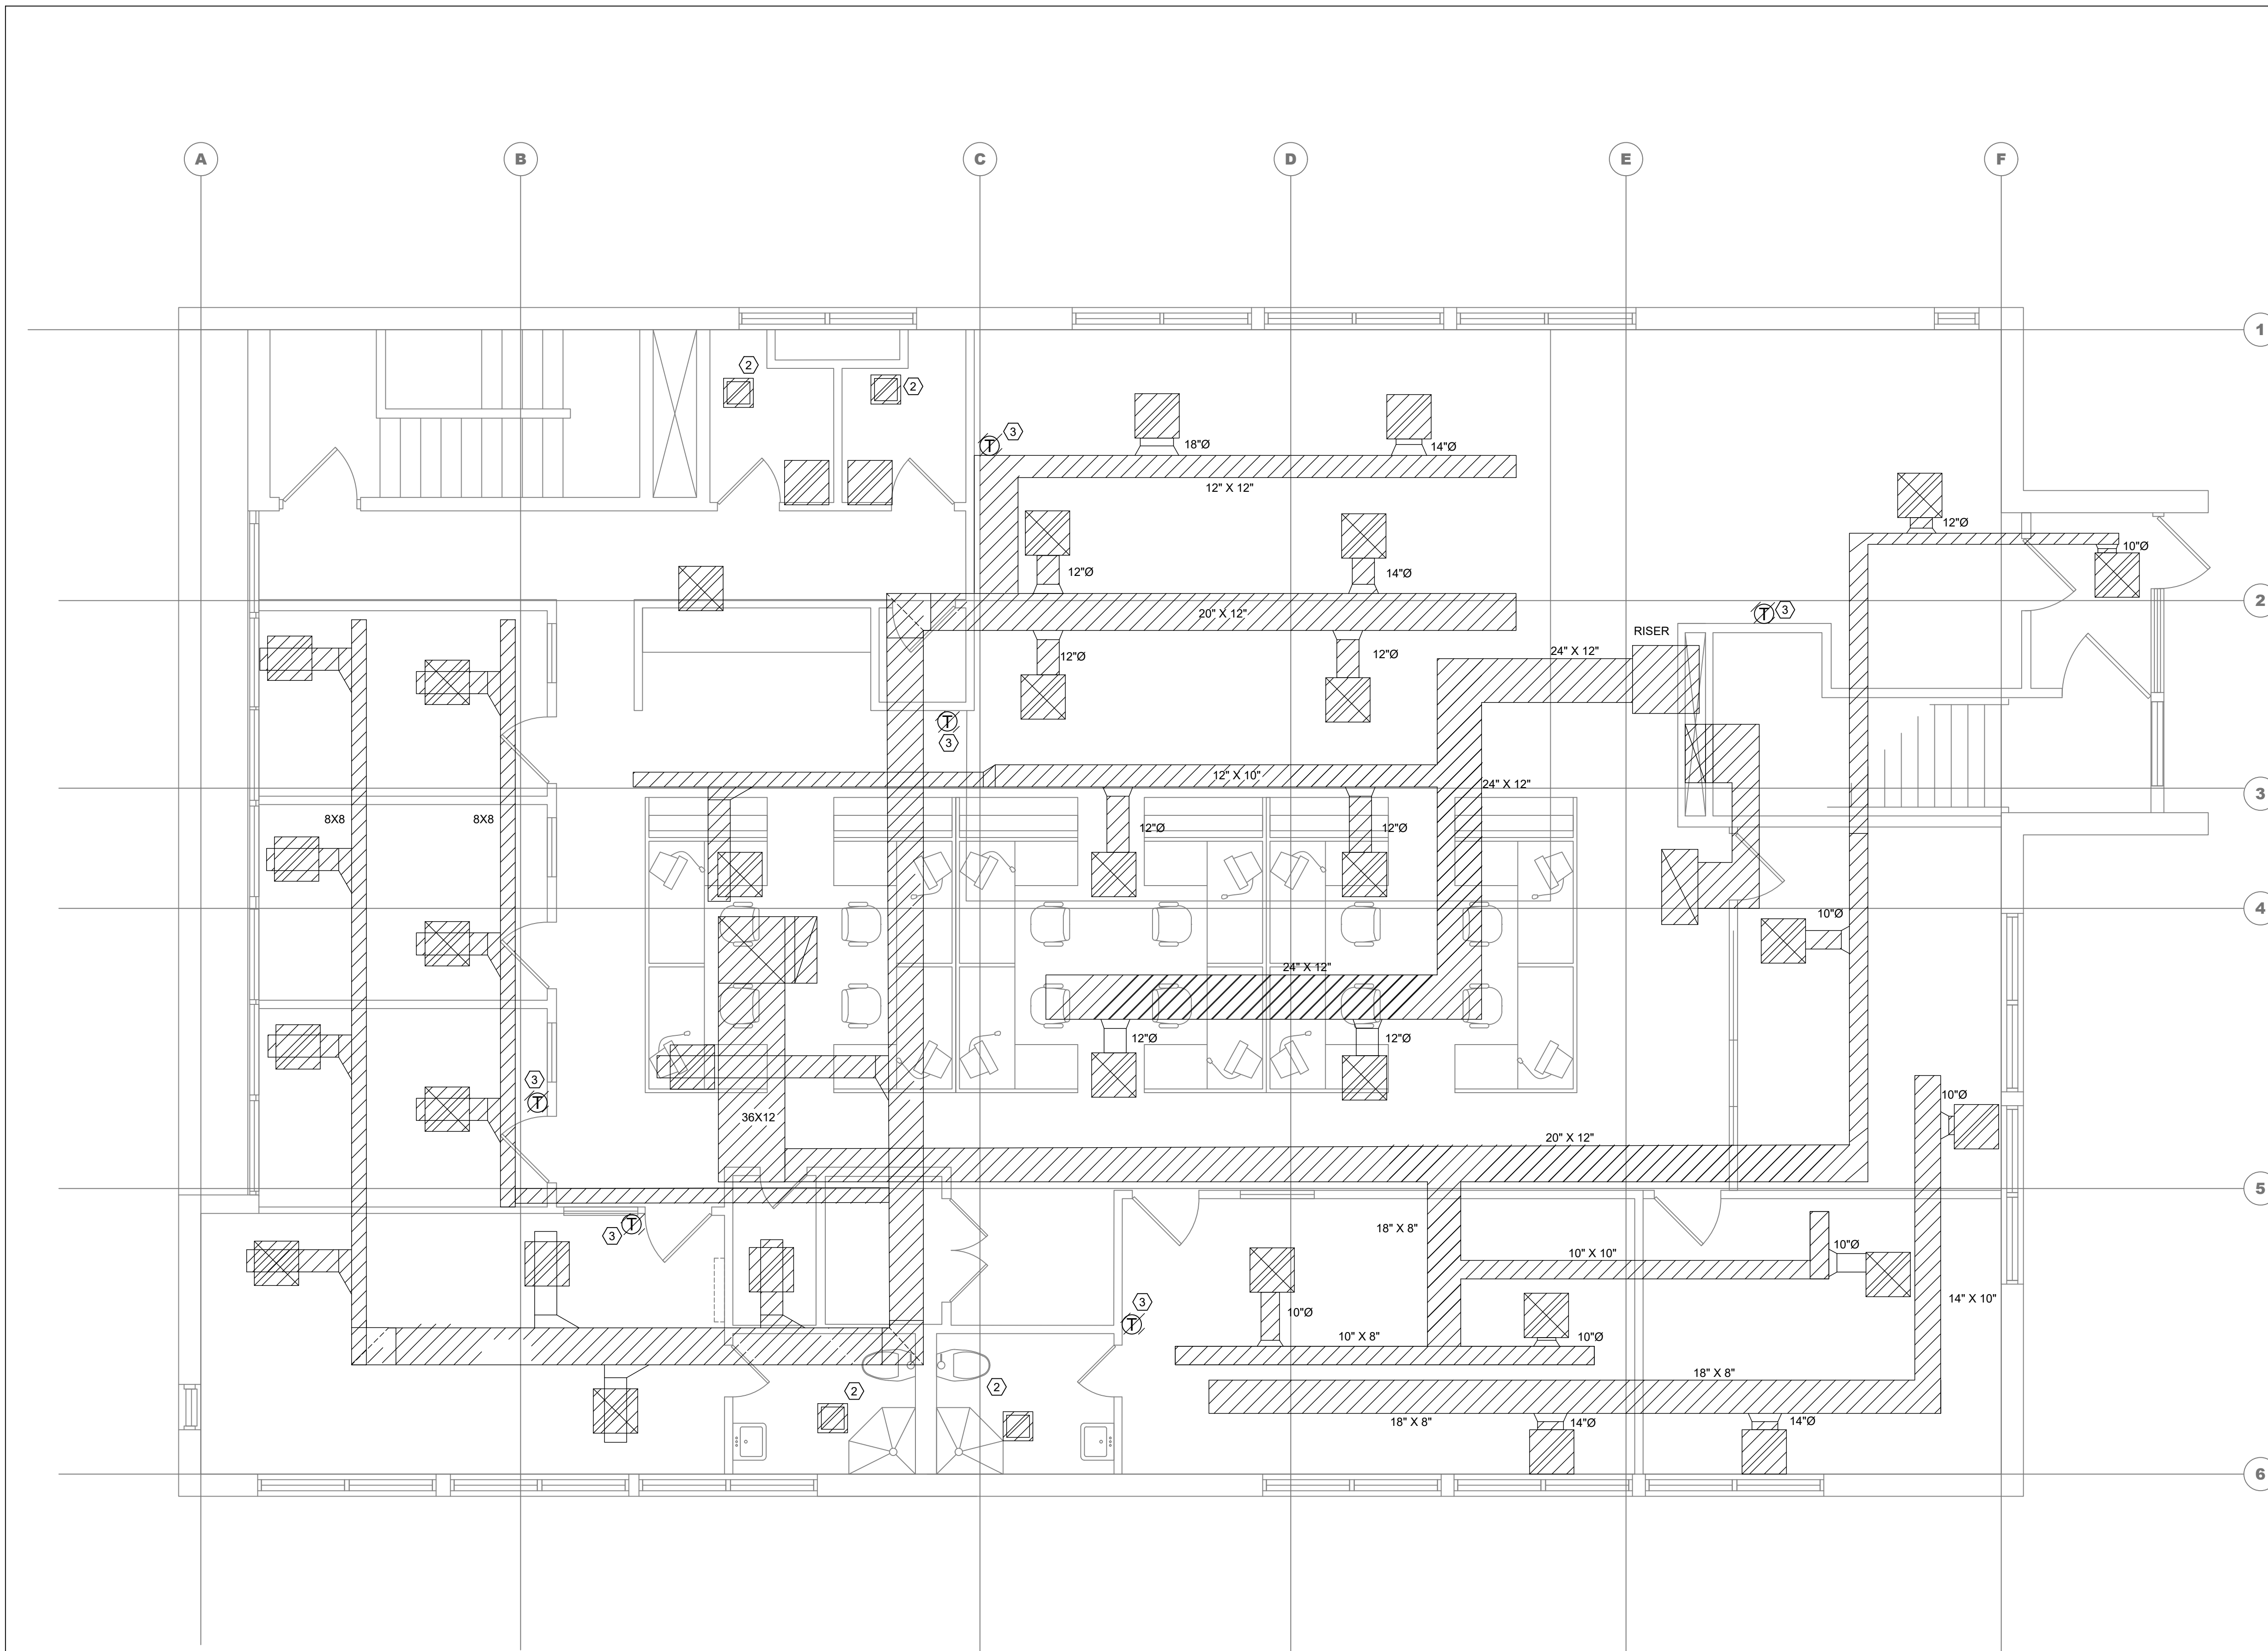 A B C D E F
1
2
2
3 T
18"Ø
14"Ø
12" X 12"
12"Ø
10"Ø
12"Ø
14"Ø
2
T 3
20" X 12"
RISER
24" X 12"
12"Ø
12"Ø
T
3
12" X 10"
24" X 12"
3
8X8
8X8
12"Ø
12"Ø
4
10"Ø
24" X 12"
12"Ø
12"Ø
3
T
10"Ø
36X12
20" X 12"
5
3 T
18" X 8"
10" X 10"
10"Ø
14" X 10"
3
T
10"Ø
10" X 8"
10"Ø
18" X 8"
2
2
18" X 8"
14"Ø
14"Ø
6